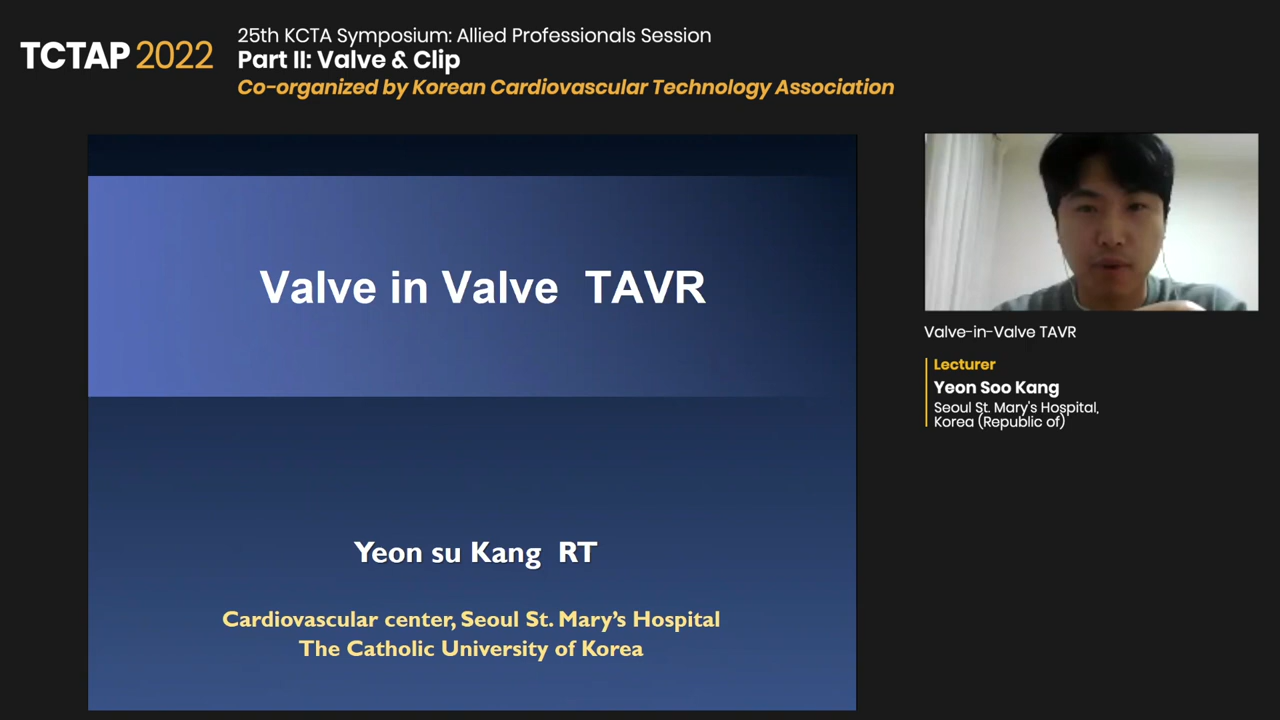 TCTAP 2022
25th KCTA Symposium: Allied Professionals Session
Part II: Valve & Clip
Co-organized by Korean Cardiovascular Technology Association
Valve in Valve TAVR
Yeon su Kang RT
Cardiovascular center, Seoul St. Mary's Hospital
The Catholic University of Korea
Valve-in-Valve TAVR
Lecturer
Yeon Soo Kang
Seoul St. Mary's Hospital,
Korea (Republic of)